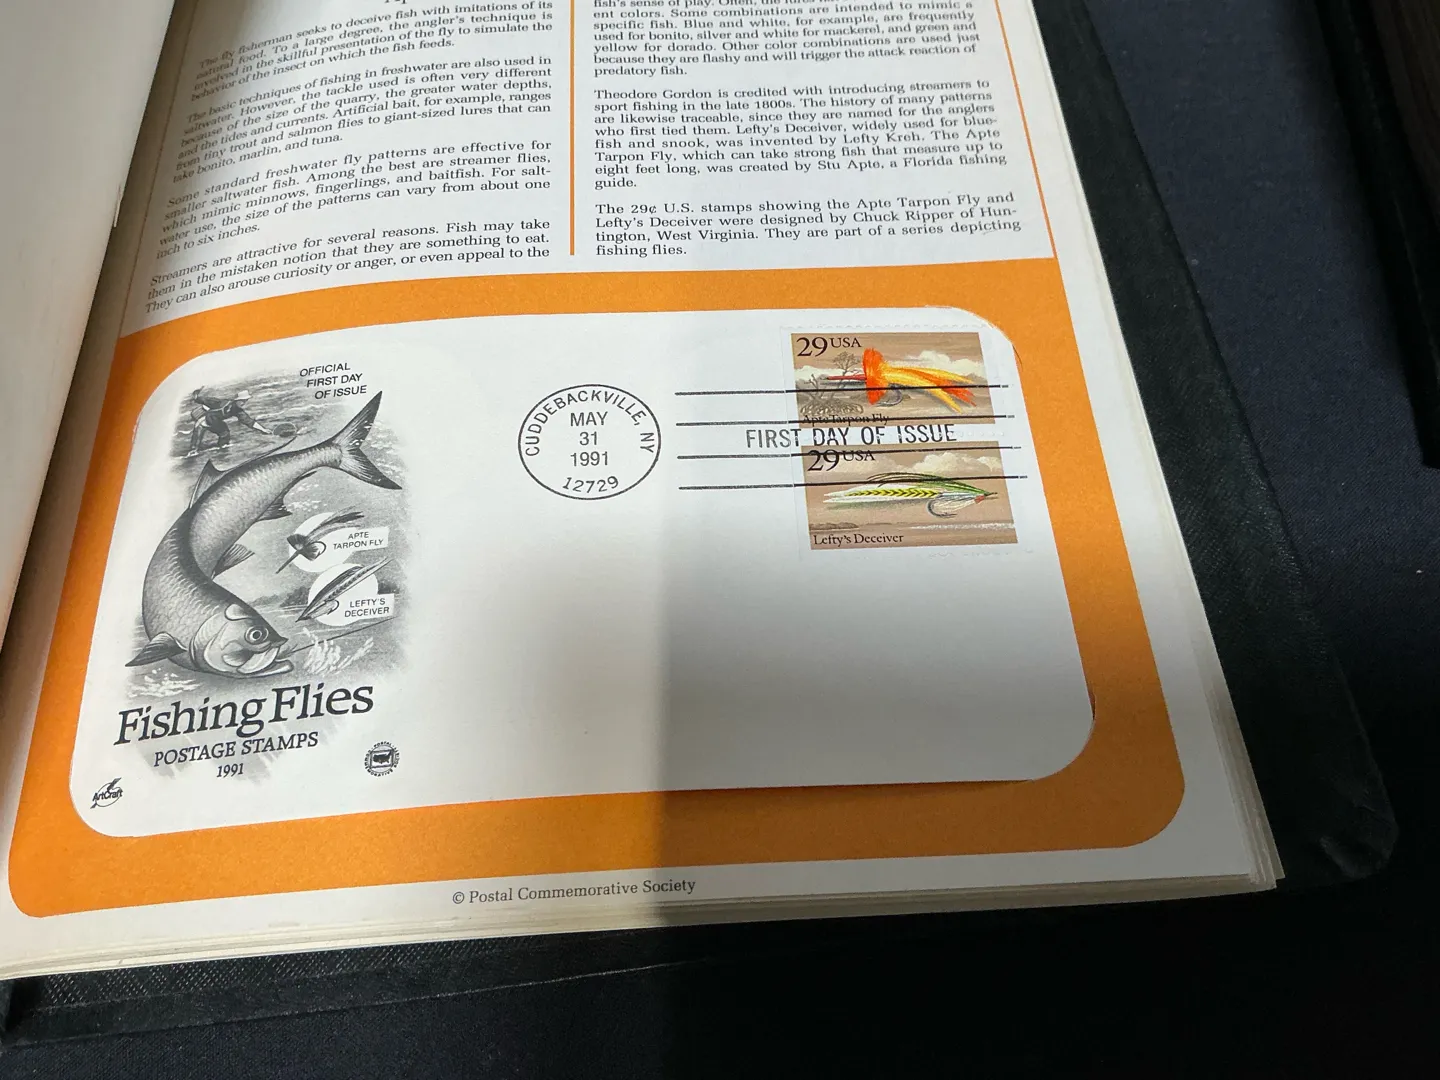 The fly fisherman seeks to deceive fish with imitations of its
natural food. To a large degree, the angler's technique is
involved in the skillful presentation of the fly to simulate the
behavior of the insect on which the fish feeds.
The basic techniques of fishing in freshwater are also used in
saltwater. However, the tackle used is often very different
because of the size of the quarry, the greater water depths,
and the tides and currents. Artificial bait, for example, ranges
from tiny trout and salmon flies to giant-sized lures that can
take bonito, marlin, and tuna.
Some standard freshwater fly patterns are effective for
smaller saltwater fish. Among the best are streamer flies,
which mimic minnows, fingerlings, and baitfish. For salt-
water use, the size of the patterns can vary from about one
inch to six inches.
Streamers are attractive for several reasons. Fish may take
them in the mistaken notion that they are something to eat.
They can also arouse curiosity or anger, or even appeal to the
fish's sense of play. Often, the lures
ent colors. Some combinations are intended to mimic a
specific fish. Blue and white, for example, are frequently
used for bonito, silver and white for mackerel, and green and
yellow for dorado. Other color combinations are used just
because they are flashy and will trigger the attack reaction of
predatory fish.
Theodore Gordon is credited with introducing streamers to
sport fishing in the late 1800s. The history of many patterns
are likewise traceable, since they are named for the anglers
who first tied them. Lefty's Deceiver, widely used for blue-
fish and snook, was invented by Lefty Kreh. The Apte
Tarpon Fly, which can take strong fish that measure up to
eight feet long, was created by Stu Apte, a Florida fishing
guide.
The 29¢ U.S. stamps showing the Apte Tarpon Fly and
Lefty's Deceiver were designed by Chuck Ripper of Hun-
tington, West Virginia. They are part of a series depicting
fishing flies.
OFFICIAL
FIRST DAY
OF ISSUE
APTE
TARPON FLY
LEFTY'S
DECEIVER
Fishing Flies
POSTAGE STAMPS
1991
ArtCraft
CUDDEBACKVILLE, NY
MAY
31
1991
12729
29 USA
Apte Tarpon Fly
FIRST DAY OF ISSUE
29 USA
Lefty's Deceiver
© Postal Commemorative Society